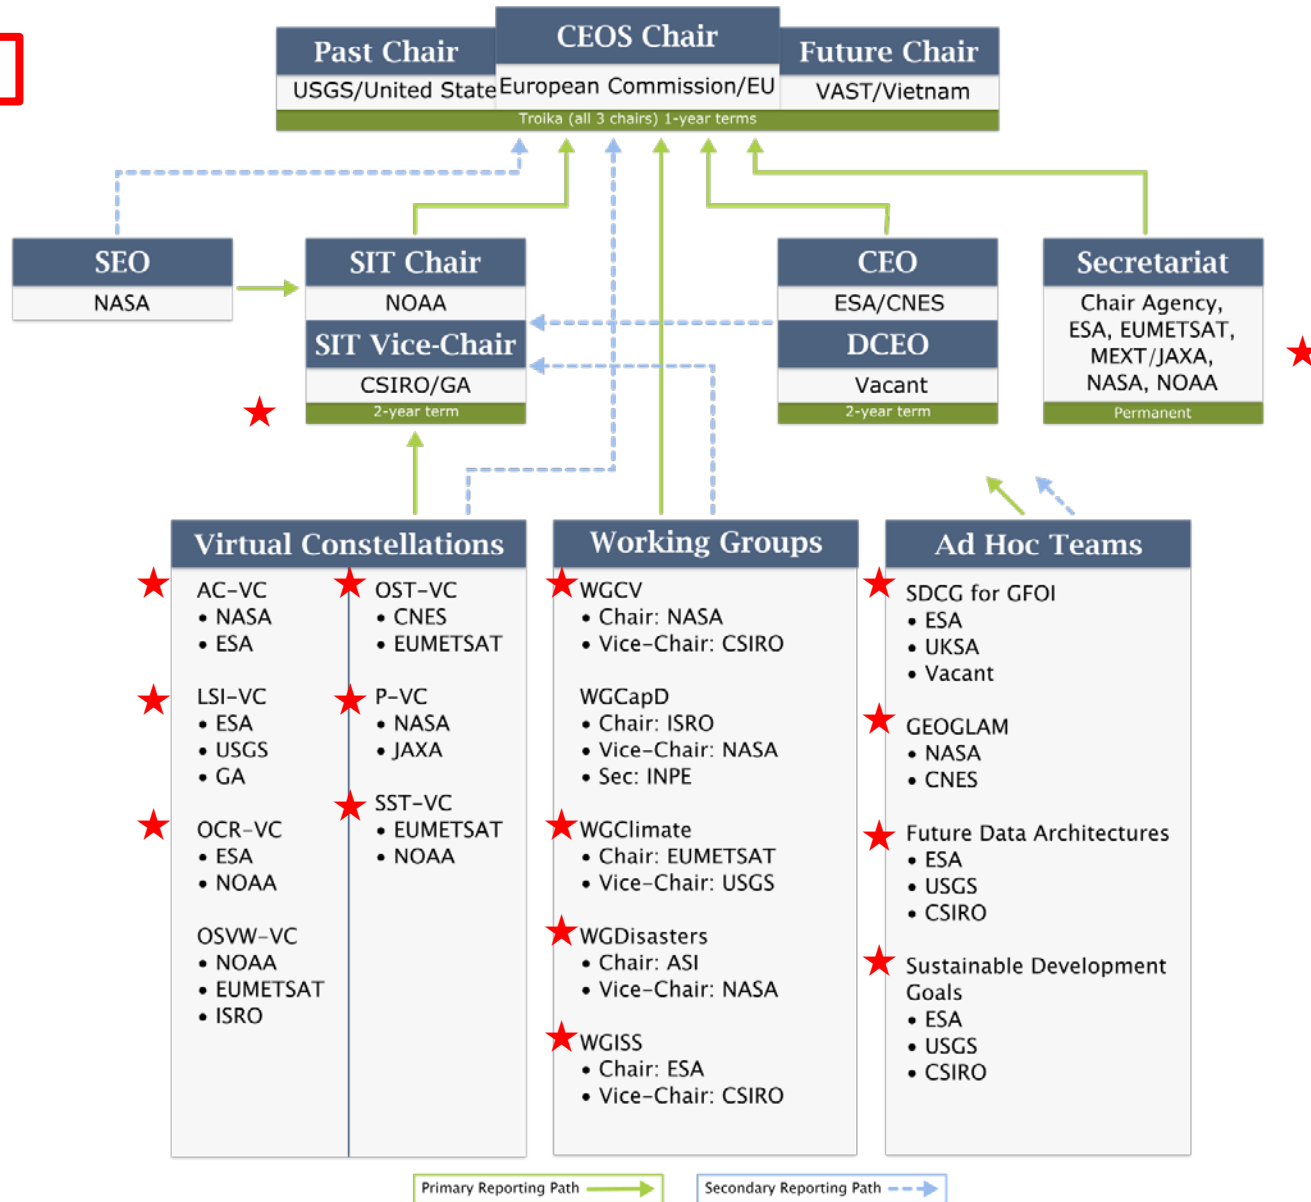 Past Chair
CEOS Chair
Future Chair
USGS/United State
European Commission/EU
VAST/Vietnam
Troika (all 3 chairs) 1-year terms
SEO
NASA
SIT Chair
NOAA
SIT Vice-Chair
CSIRO/GA
2-year term
CEO
ESA/CNES
DCEO
Vacant
2-year term
Secretariat
Chair Agency,
ESA, EUMETSAT,
MEXT/JAXA,
NASA, NOAA
Permanent
Virtual Constellations
AC-VC
• NASA
• ESA
LSI-VC
• ESA
• USGS
• GA
OCR-VC
• ESA
• NOAA
OSVW-VC
• NOAA
• EUMETSAT
• ISRO
OST-VC
• CNES
• EUMETSAT
P-VC
• NASA
• JAXA
SST-VC
• EUMETSAT
• NOAA
Working Groups
WGCV
• Chair: NASA
• Vice-Chair: CSIRO
WGCapD
• Chair: ISRO
• Vice-Chair: NASA
• Sec: INPE
WGClimate
• Chair: EUMETSAT
• Vice-Chair: USGS
WGDisasters
• Chair: ASI
• Vice-Chair: NASA
WGISS
• Chair: ESA
• Vice-Chair: CSIRO
Ad Hoc Teams
SDCG for GFOI
• ESA
• UKSA
• Vacant
GEOGLAM
• NASA
• CNES
Future Data Architectures
• ESA
• USGS
• CSIRO
Sustainable Development
Goals
• ESA
• USGS
• CSIRO
Primary Reporting Path
Secondary Reporting Path